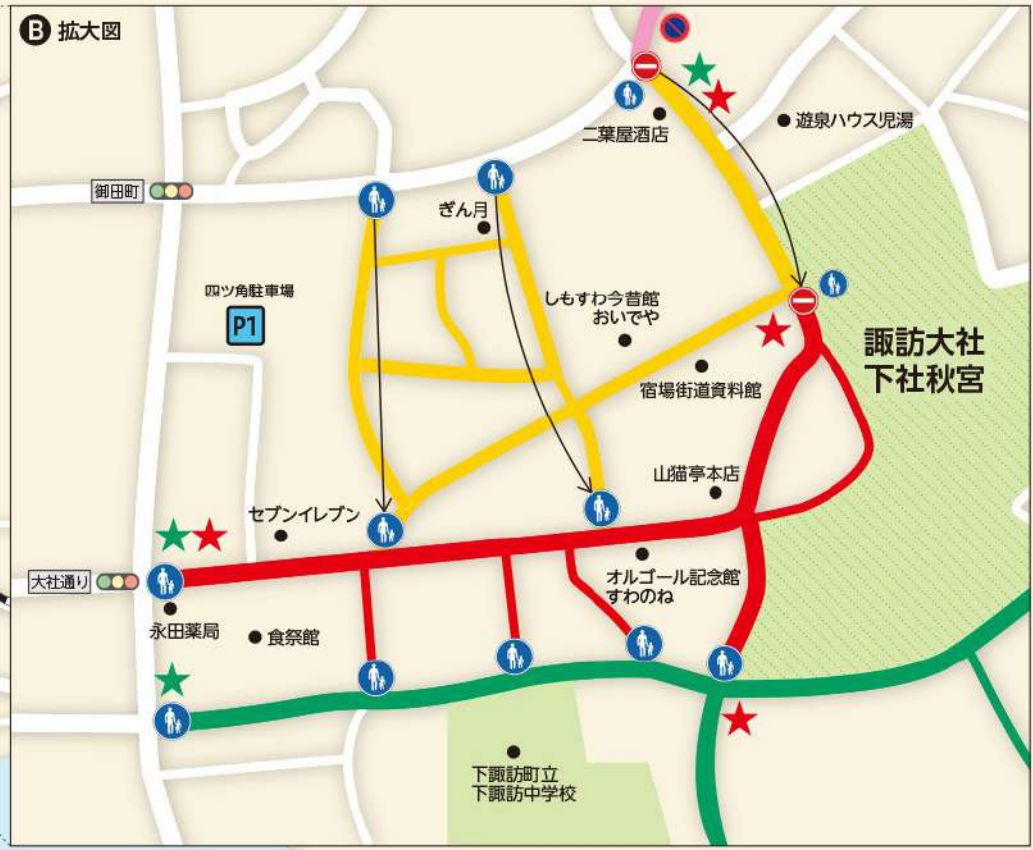 B 拡大図
二葉屋酒店
遊泉ハウス児湯
御田町
ぎん月
四ツ角駐車場
P1
しもすわ今昔館
おいでや
諏訪大社
下社秋宮
宿場街道資料館
山猫亭本店
セブンイレブン
大社通り
オルゴール記念館
すわのね
永田薬局
食祭館
下諏訪町立
下諏訪中学校